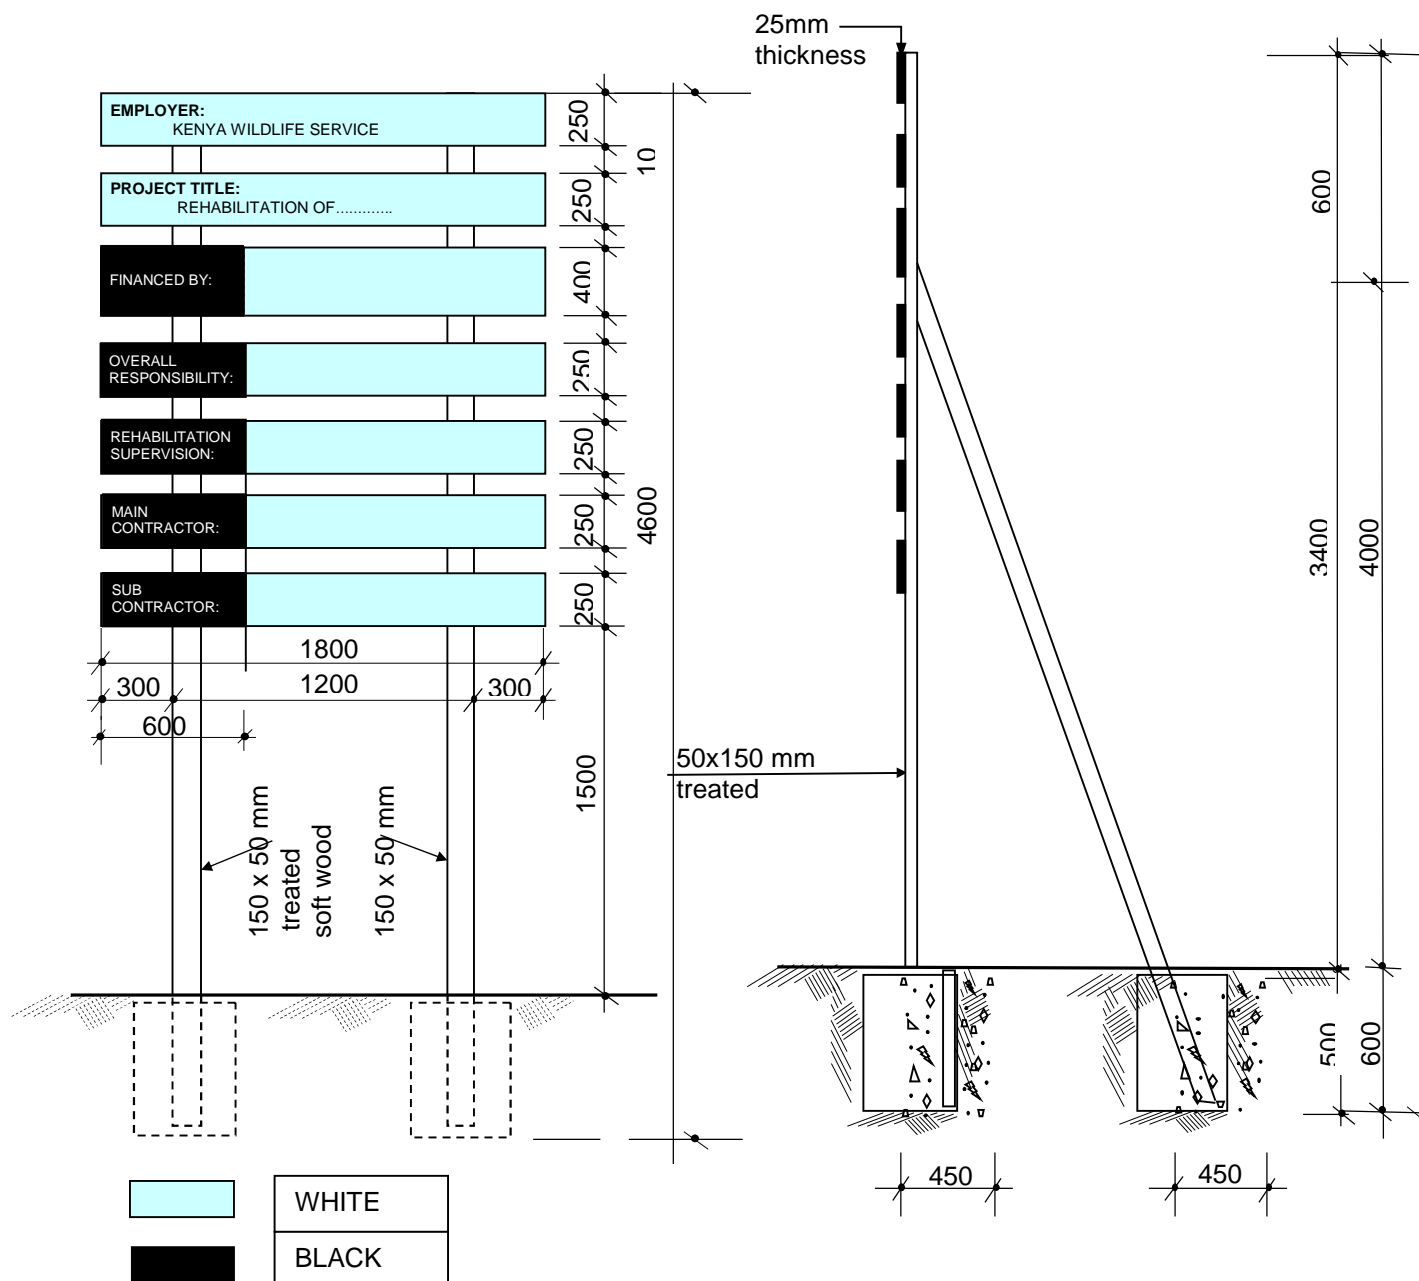 25mm
thickness
EMPLOYER:
KENYA WILDLIFE SERVICE
250
10
PROJECT TITLE:
REHABILITATION OF.............
250
600
FINANCED BY:
400
OVERALL
RESPONSIBILITY:
250
REHABILITATION
SUPERVISION:
250
4600
MAIN
CONTRACTOR:
250
3400
4000
SUB
CONTRACTOR:
250
1800
300
1200
300
600
1500
50x150 mm
treated
150 x 50 mm
treated
soft wood
150 x 50 mm
500
600
450
450
WHITE
BLACK